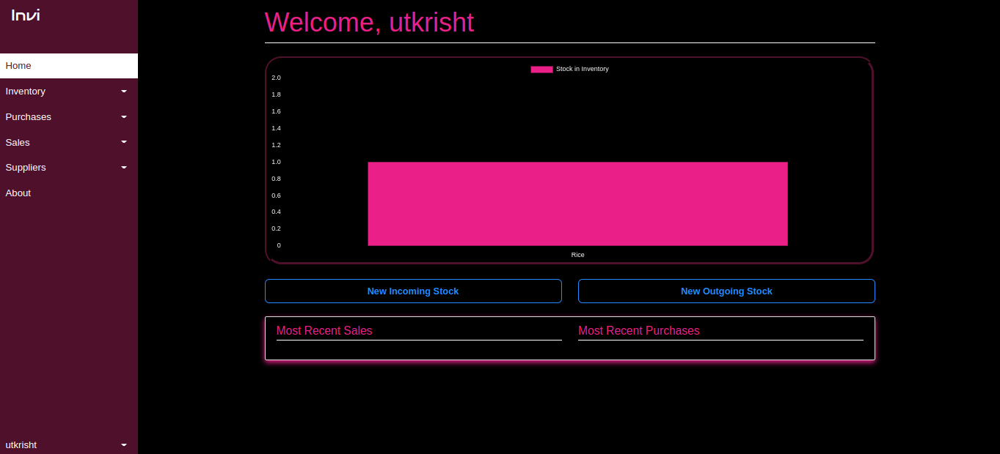 Invi
Home
Inventory
Purchases
Sales
Suppliers
About
utkrisht
Welcome, utkrisht
Stock in Inventory
2.0
1.8
1.6
1.4
1.2
1.0
0.8
0.6
0.4
0.2
0
Rice
New Incoming Stock
New Outgoing Stock
Most Recent Sales
Most Recent Purchases